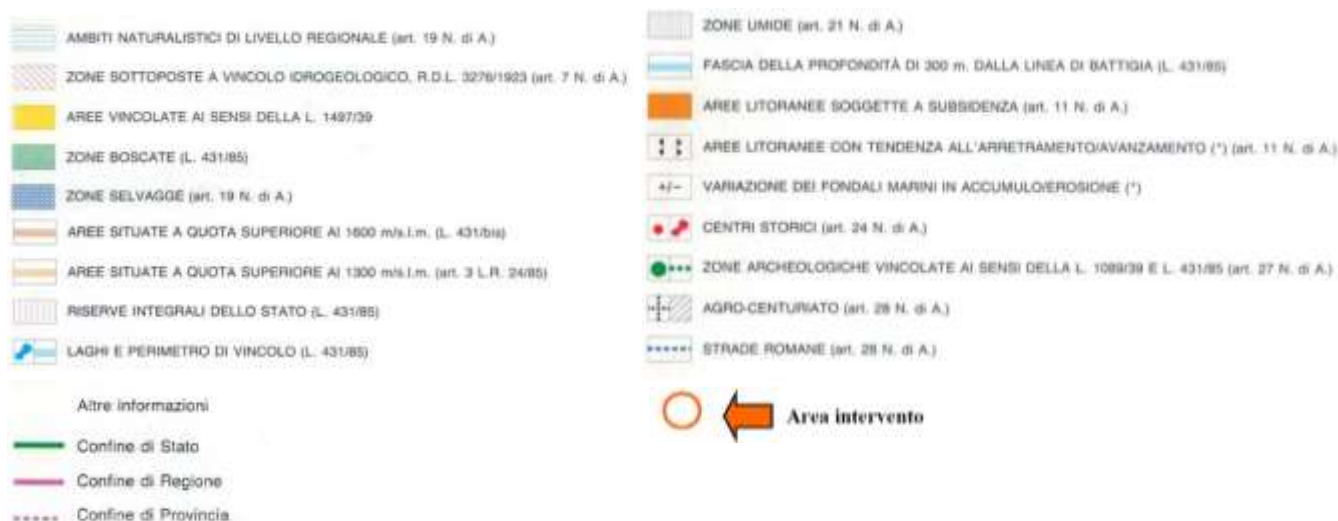 AMBITI NATURALISTICI DI LIVELLO REGIONALE (art. 19 N. di A.)
ZONE SOTTOPOSTE A VINCOLO IDROGEOLOGICO, R.D.L. 3276/1923 (art. 7 N. di A.)
AREE VINCOLATE AI SENSI DELLA L. 1497/39
ZONE BOSCATE (L. 431/85)
ZONE SELVAGGE (art. 19 N. di A.)
AREE SITUATE A QUOTA SUPERIORE AI 1600 m/s.l.m. (L. 431/bis)
AREE SITUATE A QUOTA SUPERIORE AI 1300 m/s.l.m. (art. 3 L.R. 24/85)
RISERVE INTEGRALI DELLO STATO (L. 431/85)
LAGHI E PERIMETRO DI VINCOLO (L. 431/85)
Altre informazioni
Confine di Stato
Confine di Regione
Confine di Provincia
ZONE UMIDE (art. 21 N. di A.)
FASCIA DELLA PROFONDITÀ DI 300 m. DALLA LINEA DI BATTIGIA (L. 431/85)
AREE LITORANEE SOGGETTE A SUBSIDENZA (art. 11 N. di A.)
AREE LITORANEE CON TENDENZA ALL'ARRETRAMENTO/AVANZAMENTO (*) (art. 11 N. di A.)
+/- VARIAZIONE DEI FONDALI MARINI IN ACCUMULO/EROSIONE (*)
CENTRI STORICI (art. 24 N. di A.)
ZONE ARCHEOLOGICHE VINCOLATE AI SENSI DELLA L. 1089/39 E L. 431/85 (art. 27 N. di A.)
AGRO-CENTURIATO (art. 28 N. di A.)
STRADE ROMANE (art. 28 N. di A.)
Area intervento